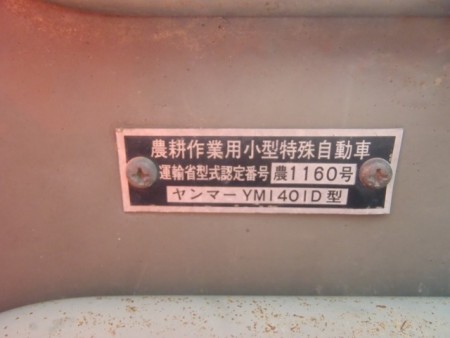 農耕作業用小型特殊自動車
運輸省型式認定番号 農1160号
ヤンマーYM1401D型